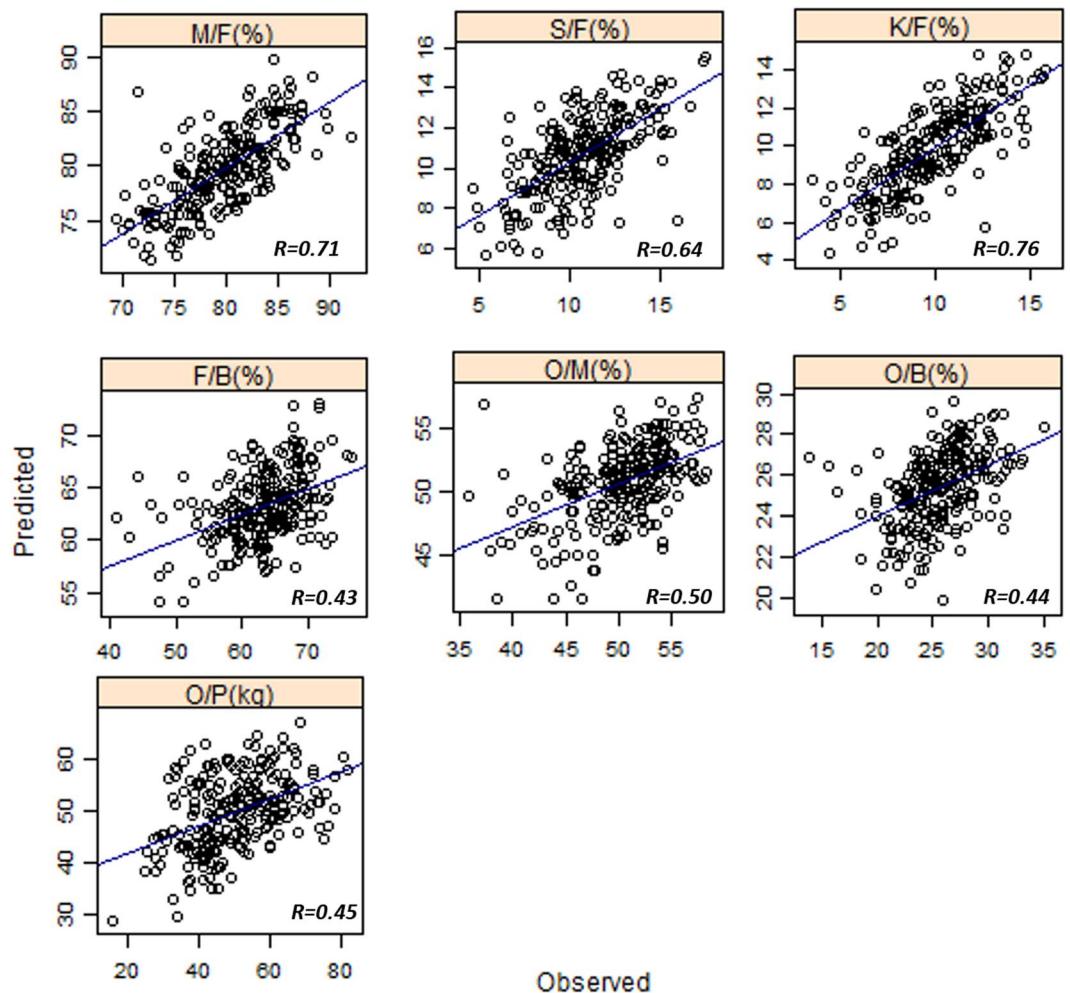 M/F(%) S/F(%) K/F(%)
90 85 80 75
16 14 12 10 8 6
14 12 10 8 6 4
R=0.71 R=0.64 R=0.76
70 75 80 85 90 5 10 15 5 10 15
F/B(%) O/M(%) O/B(%)
70 65 60 55
55 50 45
30 28 26 24 22 20
R=0.43 R=0.50 R=0.44
40 50 60 70 35 40 45 50 55 15 20 25 30 35
Predicted
O/P(kg)
60 50 40 30
R=0.45
20 40 60 80
Observed